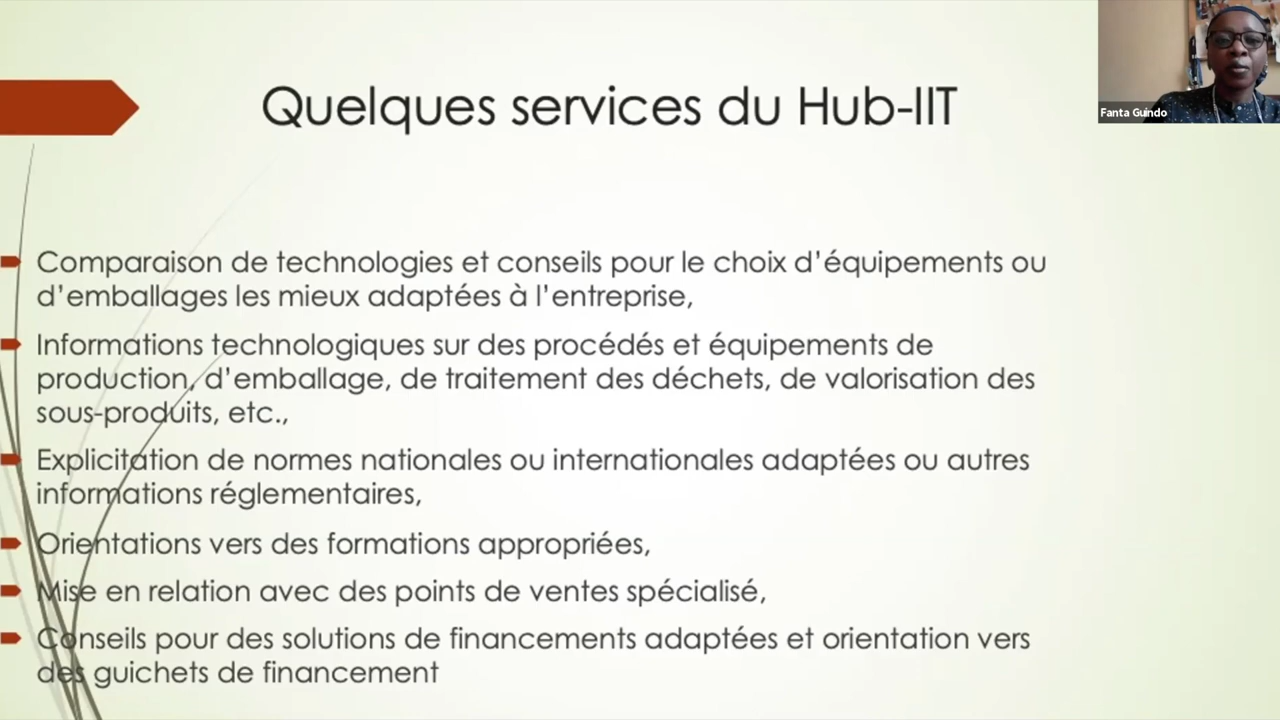 Quelques services du Hub-IIT
Fanta Guindo
Comparaison de technologies et conseils pour le choix d’équipements ou
d’emballages les mieux adaptées à l’entreprise,
Informations technologiques sur des procédés et équipements de
production, d’emballage, de traitement des déchets, de valorisation des
sous-produits, etc.,
Explicitation de normes nationales ou internationales adaptées ou autres
informations réglementaires,
Orientations vers des formations appropriées,
Mise en relation avec des points de ventes spécialisé,
Conseils pour des solutions de financements adaptées et orientation vers
des guichets de financement